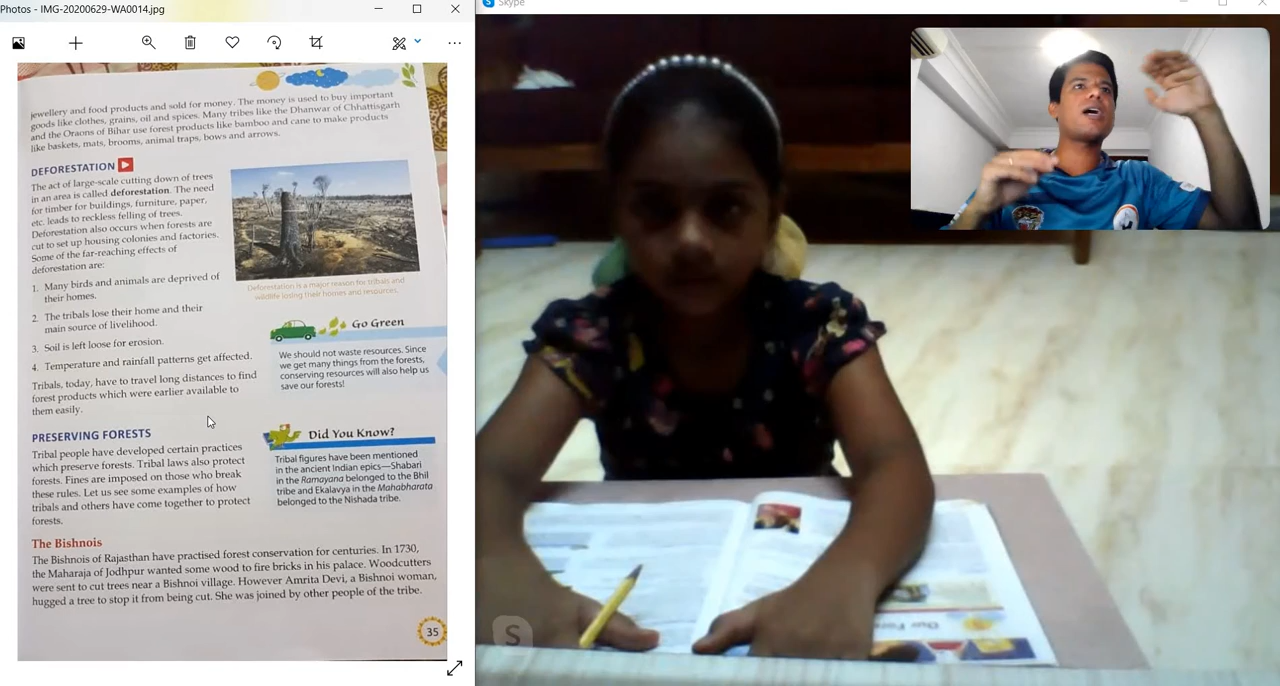 Photos - IMG-20200629-WA0014.jpg
Skype
jewellery and food products and sold for money. The money is used to buy important
goods like clothes, grains, oil and spices. Many tribes like the Dhanwar of Chhattisgarh
and the Oraons of Bihar use forest products like bamboo and cane to make products
like baskets, mats, brooms, animal traps, bows and arrows.
DEFORESTATION
The act of large-scale cutting down of trees
in an area is called deforestation. The need
for timber for buildings, furniture, paper,
etc. leads to reckless felling of trees.
Deforestation also occurs when forests are
cut to set up housing colonies and factories.
Some of the far-reaching effects of
deforestation are:
1. Many birds and animals are deprived of
their homes.
2. The tribals lose their home and their
main source of livelihood.
3. Soil is left loose for erosion.
4. Temperature and rainfall patterns get affected.
Tribals, today, have to travel long distances to find
forest products which were earlier available to
them easily.
Deforestation is a major reason for tribals and
wildlife losing their homes and resources.
Go Green
We should not waste resources. Since
we get many things from the forests,
conserving resources will also help us
save our forests!
PRESERVING FORESTS
Tribal people have developed certain practices
which preserve forests. Tribal laws also protect
forests. Fines are imposed on those who break
these rules. Let us see some examples of how
tribals and others have come together to protect
forests.
Did You Know?
Tribal figures have been mentioned
in the ancient Indian epics—Shabari
in the Ramayana belonged to the Bhil
tribe and Ekalavya in the Mahabharata
belonged to the Nishada tribe.
The Bishnois
The Bishnois of Rajasthan have practised forest conservation for centuries. In 1730,
the Maharaja of Jodhpur wanted some wood to fire bricks in his palace. Woodcutters
were sent to cut trees near a Bishnoi village. However Amrita Devi, a Bishnoi woman,
hugged a tree to stop it from being cut. She was joined by other people of the tribe.
35
S
Our